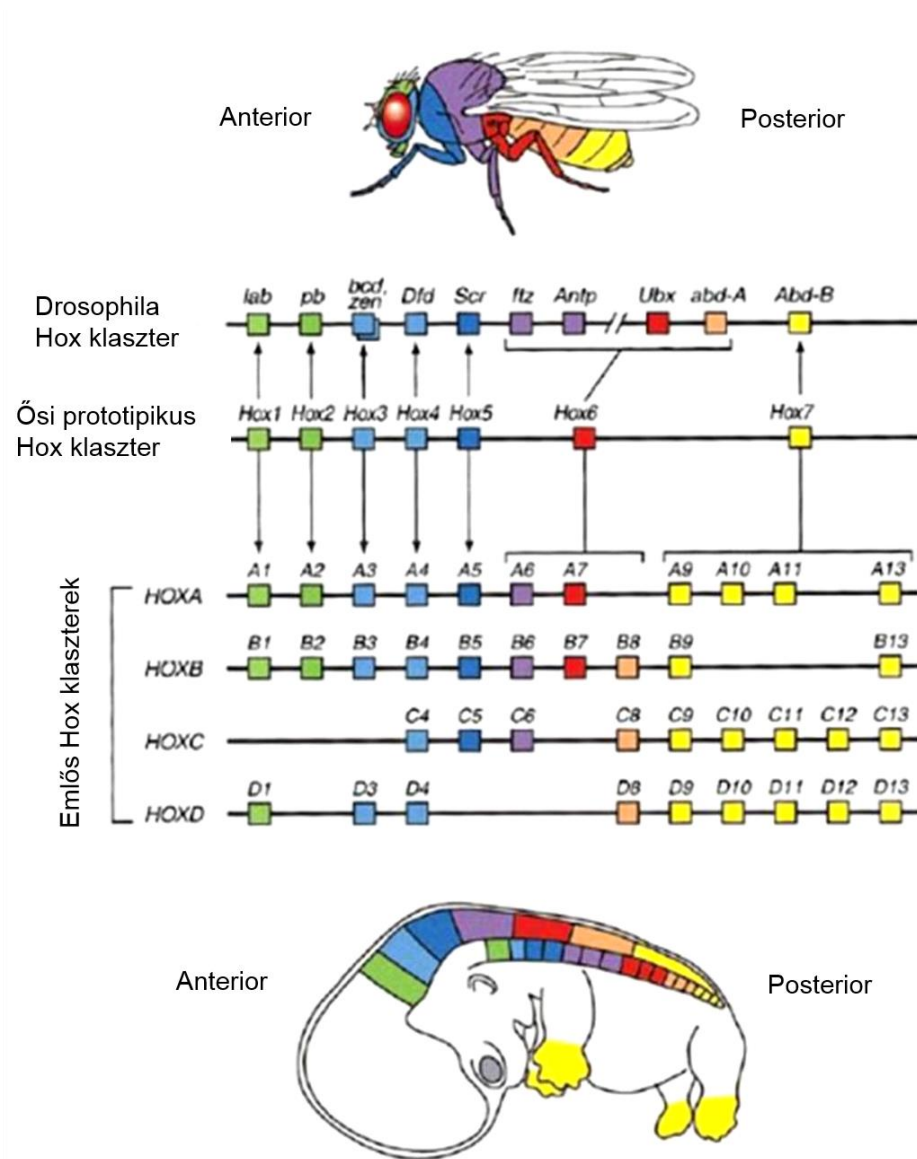 Anterior
Posterior
Drosophila
Hox klaszter
lab pb bcd, zen Dfd Scr ftz Antp Ubx abd-A Abd-B
Ősi prototipikus
Hox klaszter
Hox1 Hox2 Hox3 Hox4 Hox5 Hox6 Hox7
Emlős Hox klaszterek
A1 A2 A3 A4 A5 A6 A7 A9 A10 A11 A13
HOXA
B1 B2 B3 B4 B5 B6 B7 B8 B9 B13
HOXB
C4 C5 C6 C8 C9 C10 C11 C12 C13
HOXC
D1 D3 D4 D8 D9 D10 D11 D12 D13
HOXD
Anterior
Posterior